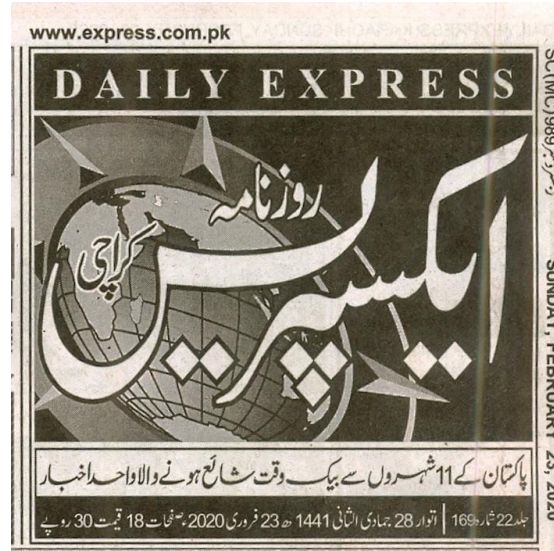 www.express.com.pk
DAILY EXPRESS
روزنامہ
ایکسپریس
کراچی
پاکستان کے 11 شہروں سے بیک وقت شائع ہونے والا واحد اخبار
جلد 22 شمارہ 169 اتوار 28 جمادی الثانی 1441ھ 23 فروری 2020ء صفحات 18 قیمت 30 روپے
SUNDAY, FEBRUARY 23, 2020